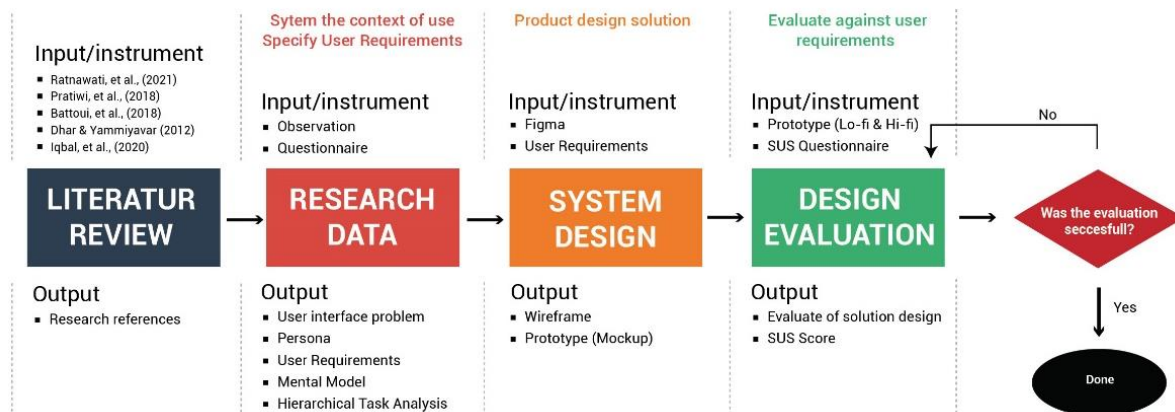 Sytem the context of use
Specify User Requirements
Product design solution
Evaluate against user
requirements
Input/instrument
▪ Ratnawati, et al., (2021)
▪ Pratiwi, et al., (2018)
▪ Battoui, et al., (2018)
▪ Dhar & Yammiyavar (2012)
▪ Iqbal, et al., (2020)
LITERATUR
REVIEW
Output
▪ Research references
Input/instrument
▪ Observation
▪ Questionnaire
RESEARCH
DATA
Output
▪ User interface problem
▪ Persona
▪ User Requirements
▪ Mental Model
▪ Hierarchical Task Analysis
Input/instrument
▪ Figma
▪ User Requirements
SYSTEM
DESIGN
Output
▪ Wireframe
▪ Prototype (Mockup)
Input/instrument
▪ Prototype (Lo-fi & Hi-fi)
▪ SUS Questionnaire
DESIGN
EVALUATION
Output
▪ Evaluate of solution design
▪ SUS Score
No
Was the evaluation
seccesfull?
Yes
Done